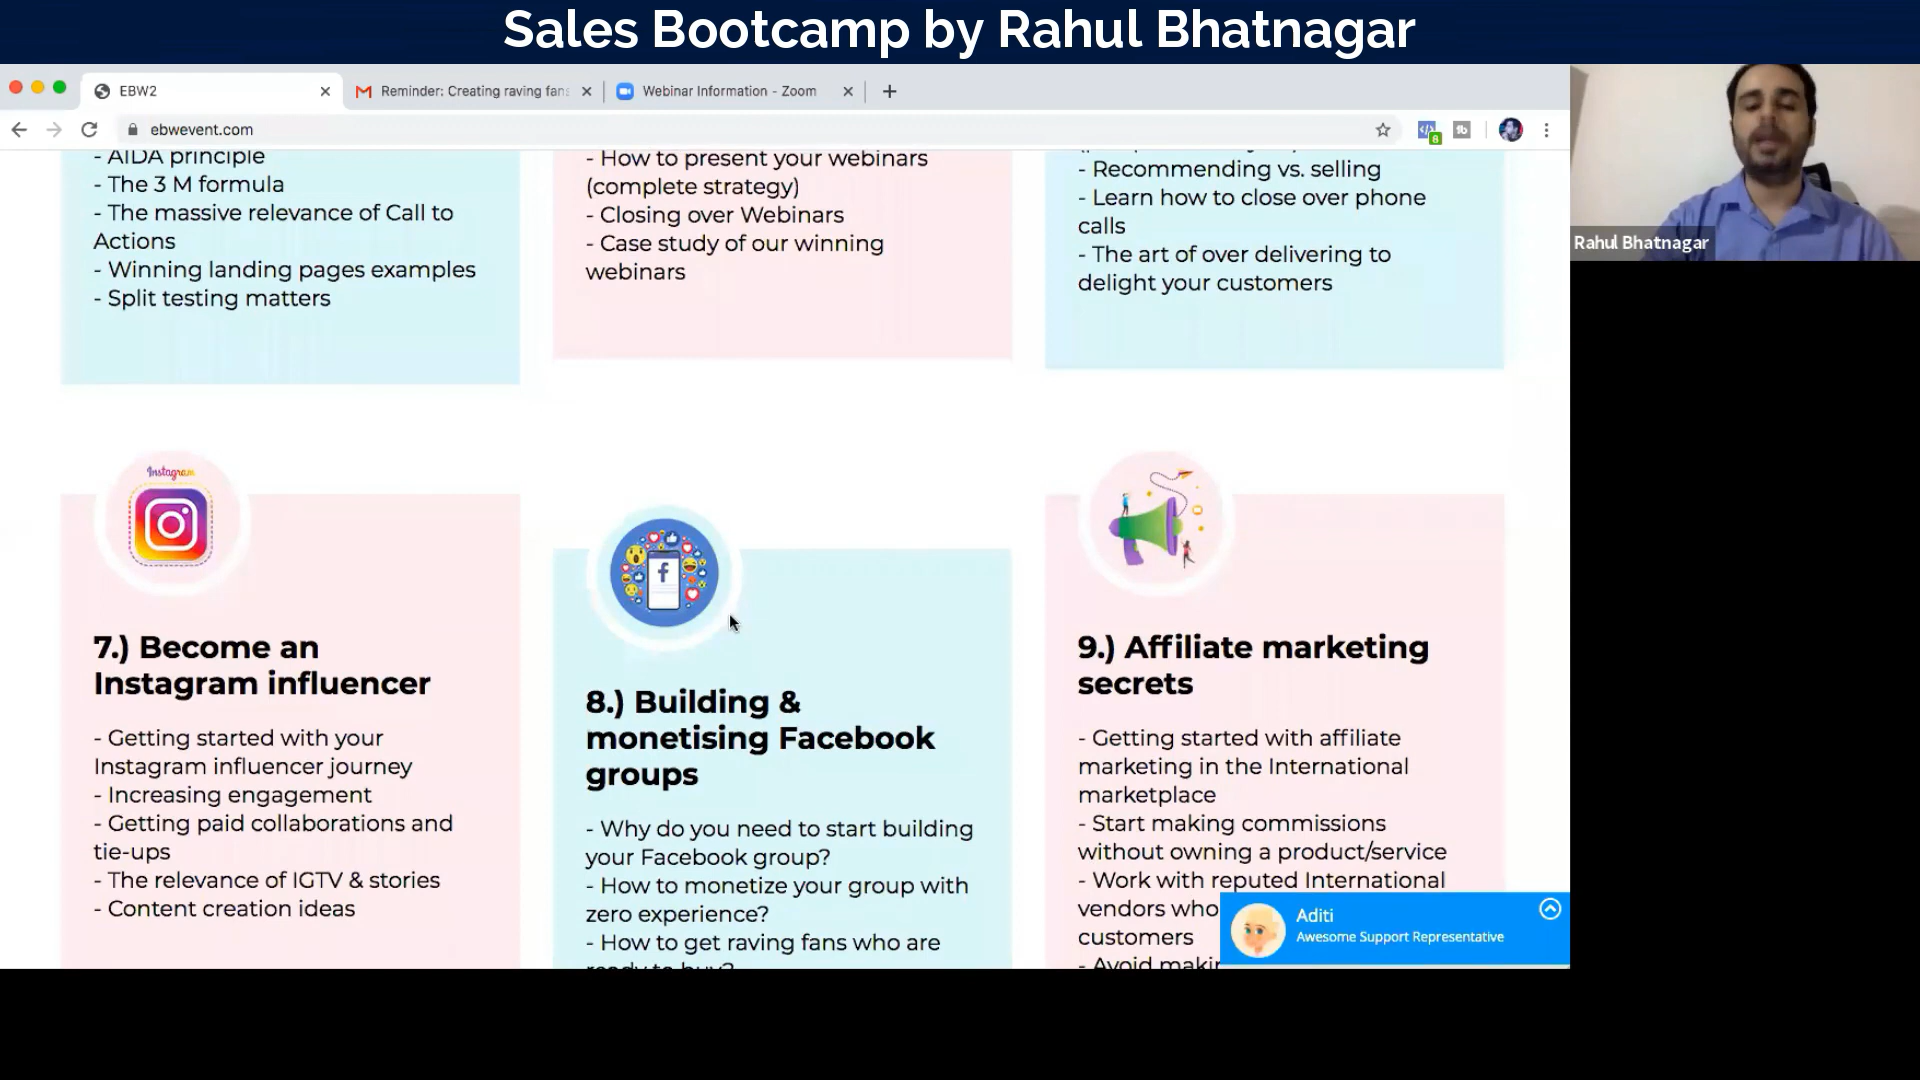 Sales Bootcamp by Rahul Bhatnagar
EBW2
Reminder: Creating raving fans
Webinar Information - Zoom
ebwevent.com
6
Rahul Bhatnagar
- AIDA principle
- The 3 M formula
- The massive relevance of Call to
Actions
- Winning landing pages examples
- Split testing matters
- How to present your webinars
(complete strategy)
- Closing over Webinars
- Case study of our winning
webinars
- Recommending vs. selling
- Learn how to close over phone
calls
- The art of over delivering to
delight your customers
Instagram
7.) Become an
Instagram influencer
- Getting started with your
Instagram influencer journey
- Increasing engagement
- Getting paid collaborations and
tie-ups
- The relevance of IGTV & stories
- Content creation ideas
f
8.) Building &
monetising Facebook
groups
- Why do you need to start building
your Facebook group?
- How to monetize your group with
zero experience?
- How to get raving fans who are
ready to buy?
9.) Affiliate marketing
secrets
- Getting started with affiliate
marketing in the International
marketplace
- Start making commissions
without owning a product/service
- Work with reputed International
vendors who
customers
- Avoid makin
Aditi
Awesome Support Representative